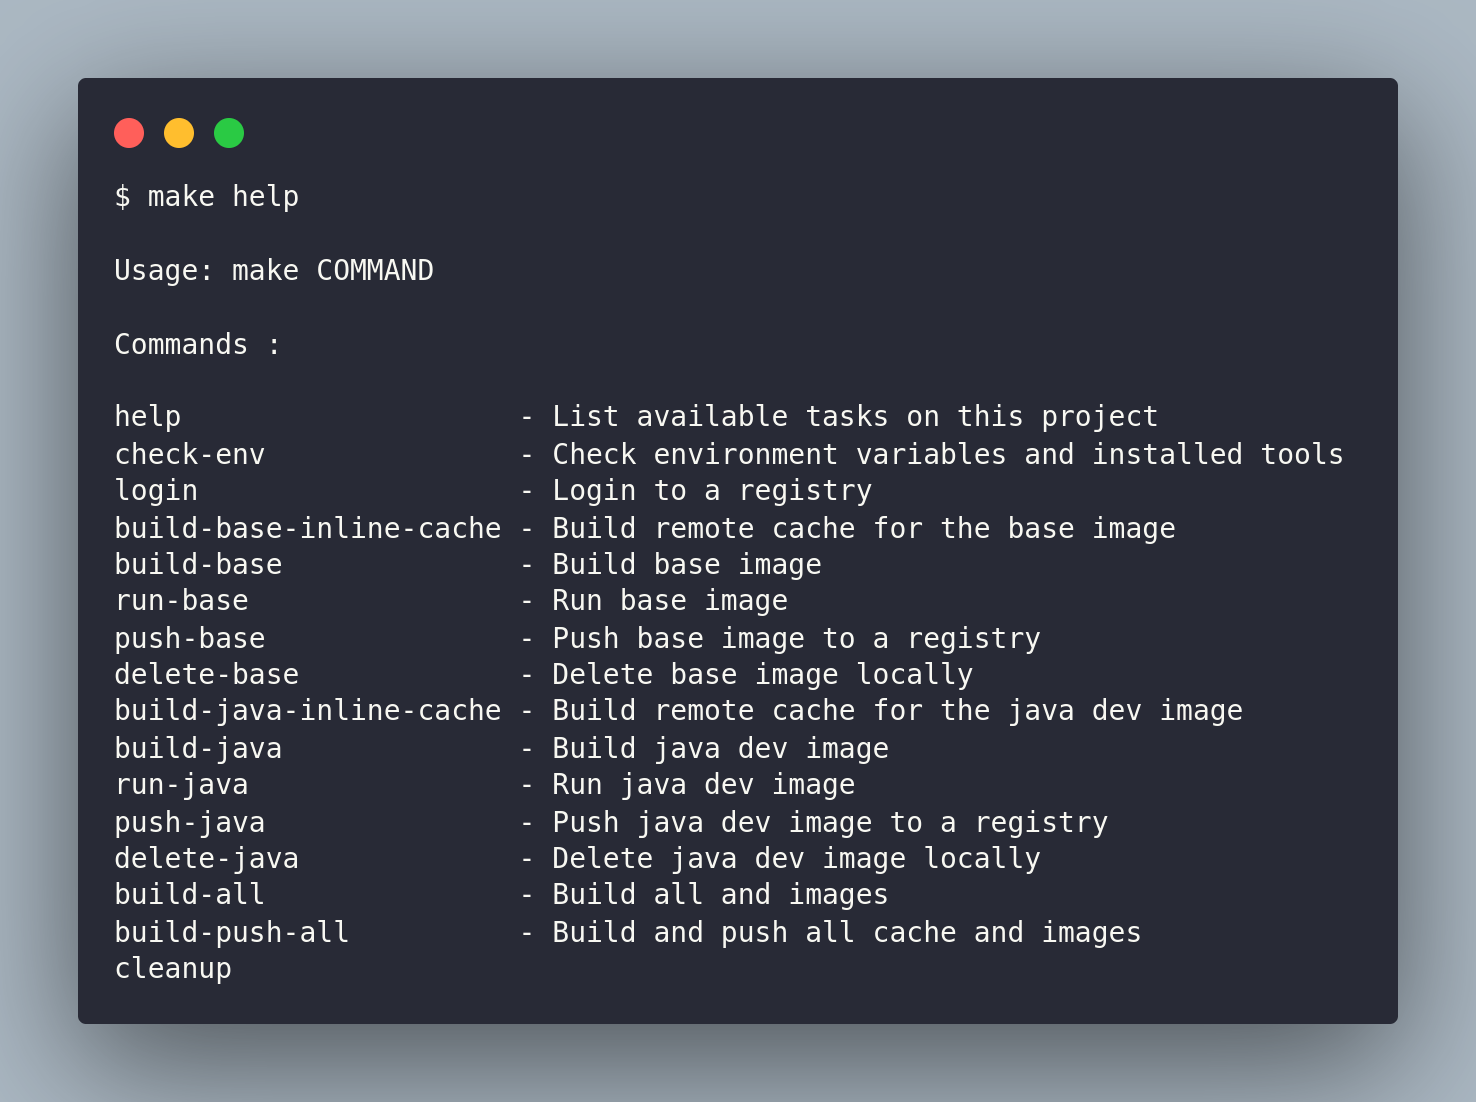 $ make help
Usage: make COMMAND
Commands :
help                    - List available tasks on this project
check-env               - Check environment variables and installed tools
login                   - Login to a registry
build-base-inline-cache - Build remote cache for the base image
build-base              - Build base image
run-base                - Run base image
push-base               - Push base image to a registry
delete-base             - Delete base image locally
build-java-inline-cache - Build remote cache for the java dev image
build-java              - Build java dev image
run-java                - Run java dev image
push-java               - Push java dev image to a registry
delete-java             - Delete java dev image locally
build-all               - Build all and images
build-push-all          - Build and push all cache and images
cleanup